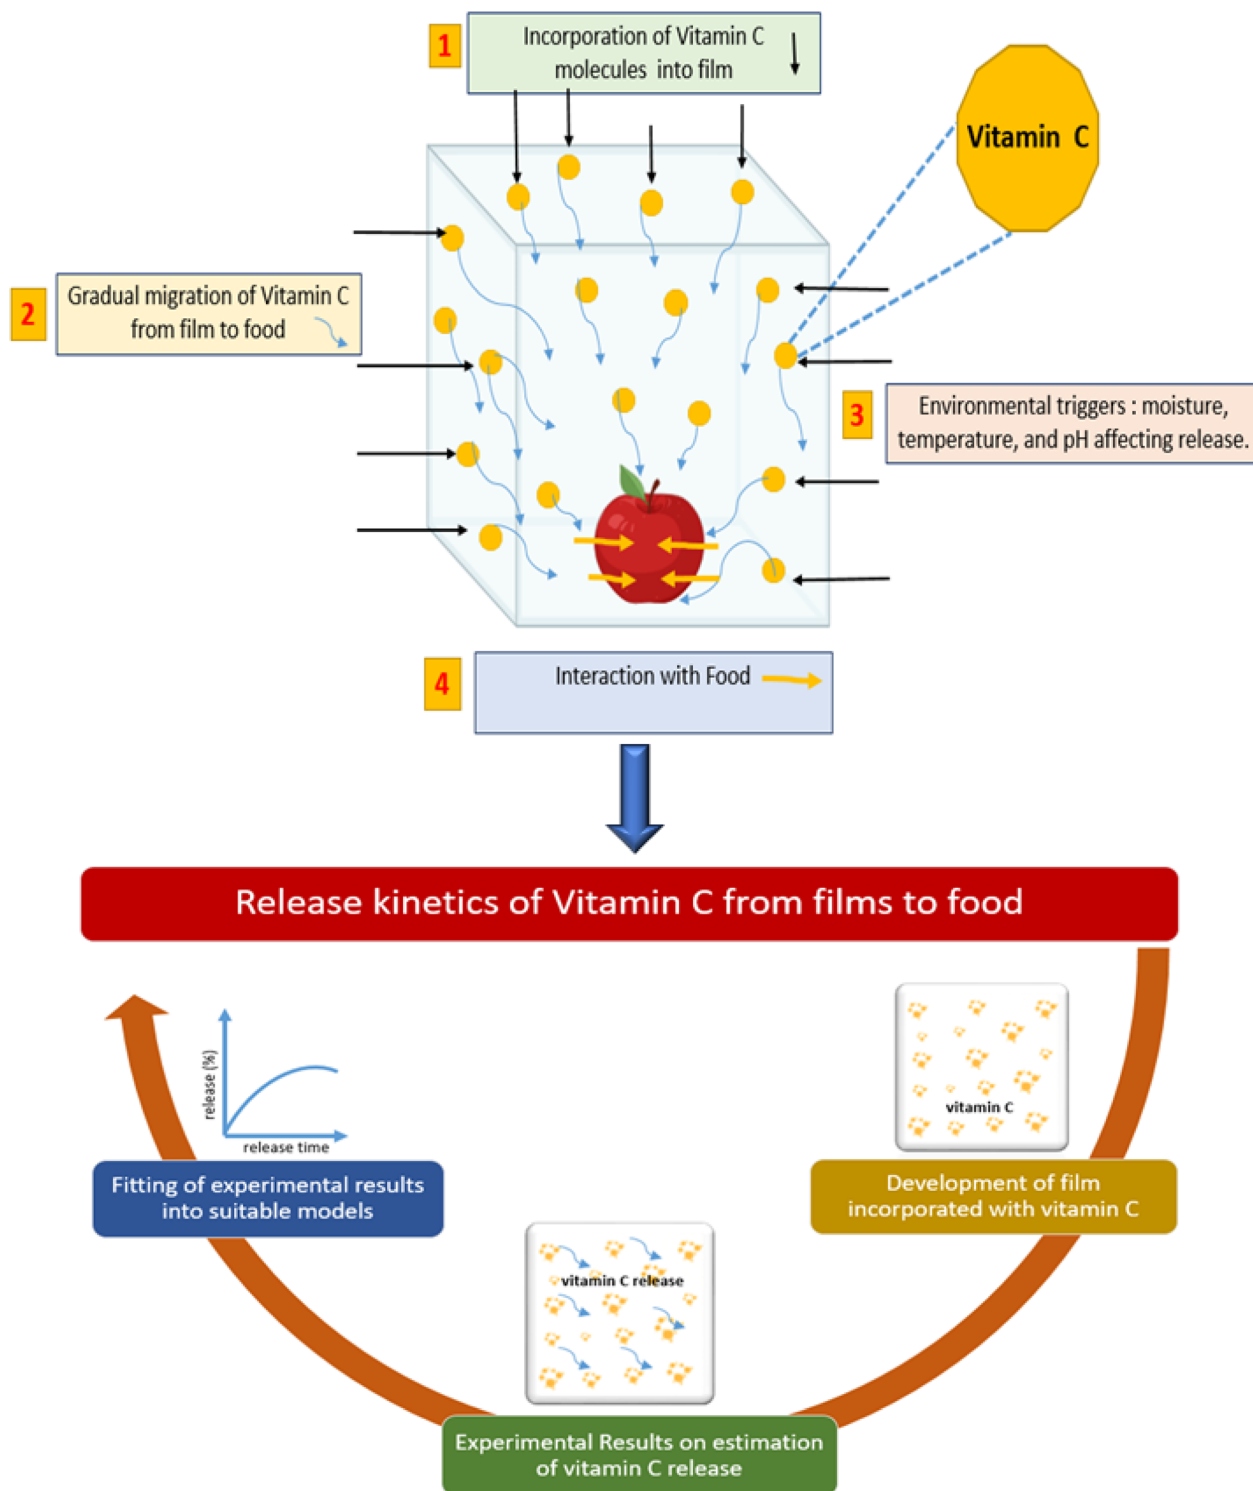 1
Incorporation of Vitamin C
molecules into film
Vitamin C
2
Gradual migration of Vitamin C
from film to food
3
Environmental triggers : moisture,
temperature, and pH affecting release.
4
Interaction with Food
Release kinetics of Vitamin C from films to food
release (%)
release time
Fitting of experimental results
into suitable models
vitamin C
Development of film
incorporated with vitamin C
vitamin C release
Experimental Results on estimation
of vitamin C release